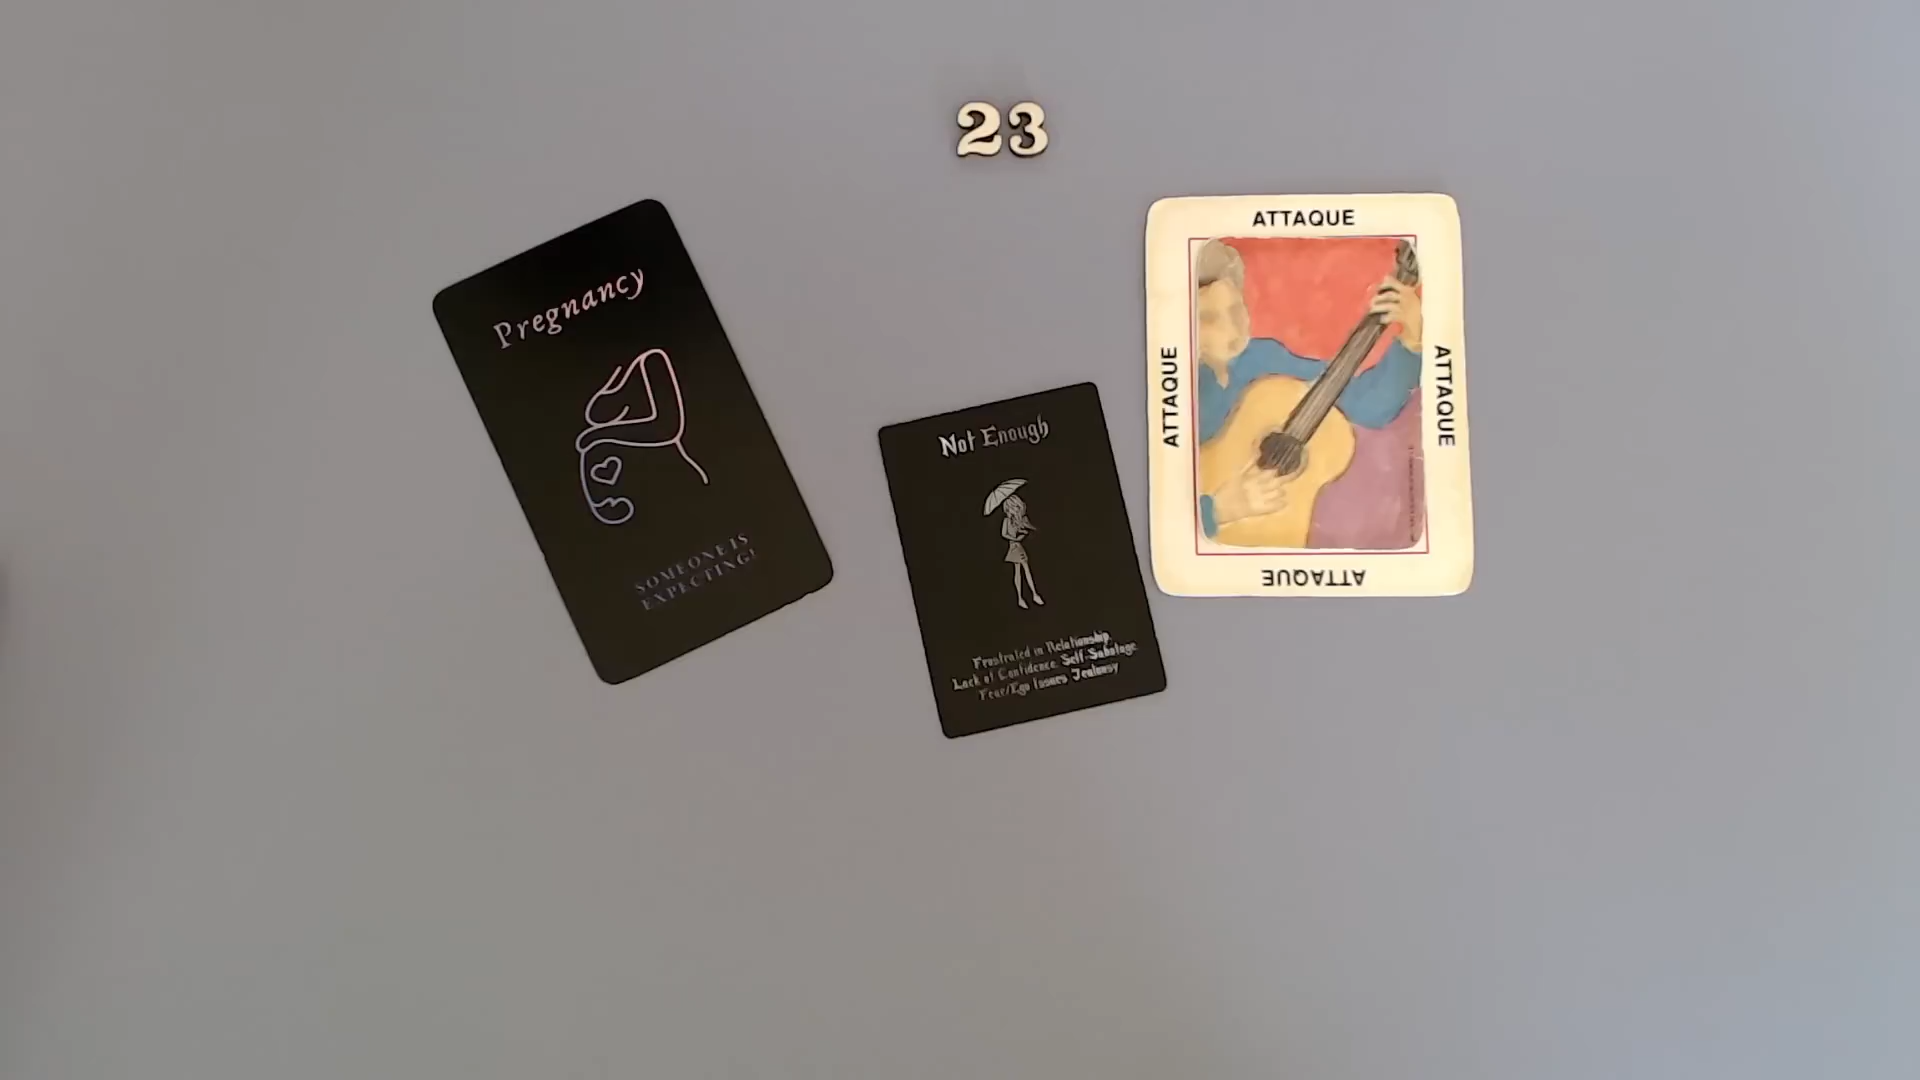 23
Pregnancy
SOMEONE IS
EXPECTING!
Not Enough
Frustrated in Relationship,
Lack of Confidence, Self-Sabotage
Fear/Ego Issues, Jealousy
ATTAQUE
ATTAQUE
ATTAQUE
ATTAQUE